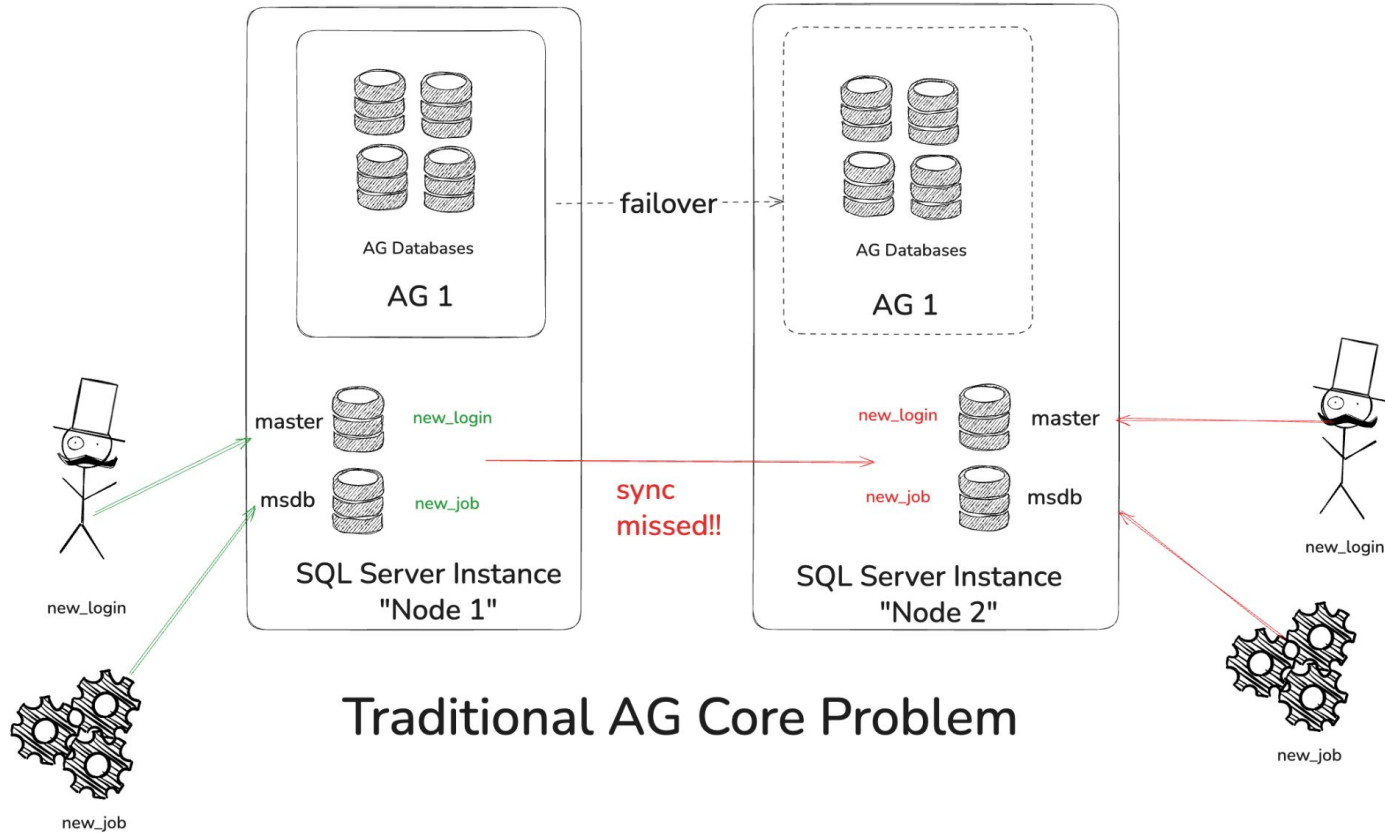 AG Databases
AG 1
failover
AG Databases
AG 1
master
new_login
msdb
new_job
sync
missed!!
new_login
master
new_job
msdb
SQL Server Instance
"Node 1"
SQL Server Instance
"Node 2"
new_login
new_job
new_login
new_job
Traditional AG Core Problem